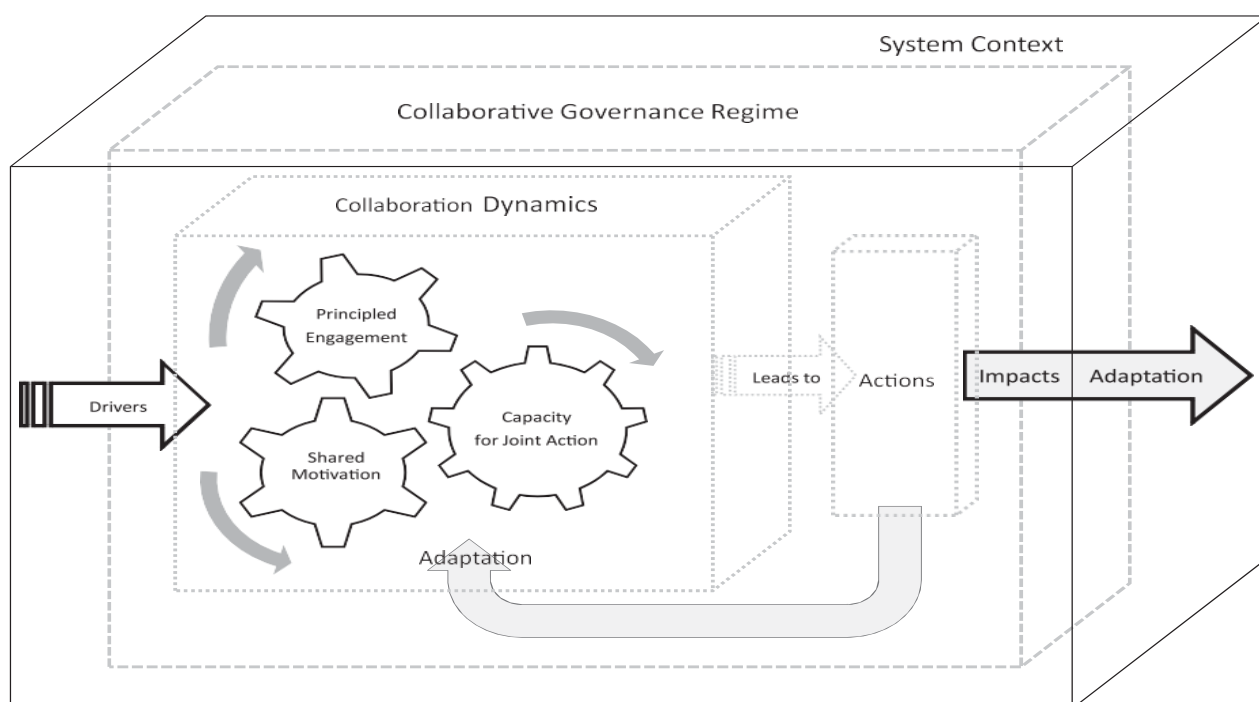 System Context
Collaborative Governance Regime
Collaboration Dynamics
Principled
Engagement
Capacity
for Joint Action
Shared
Motivation
Drivers
Leads to
Actions
Impacts
Adaptation
Adaptation